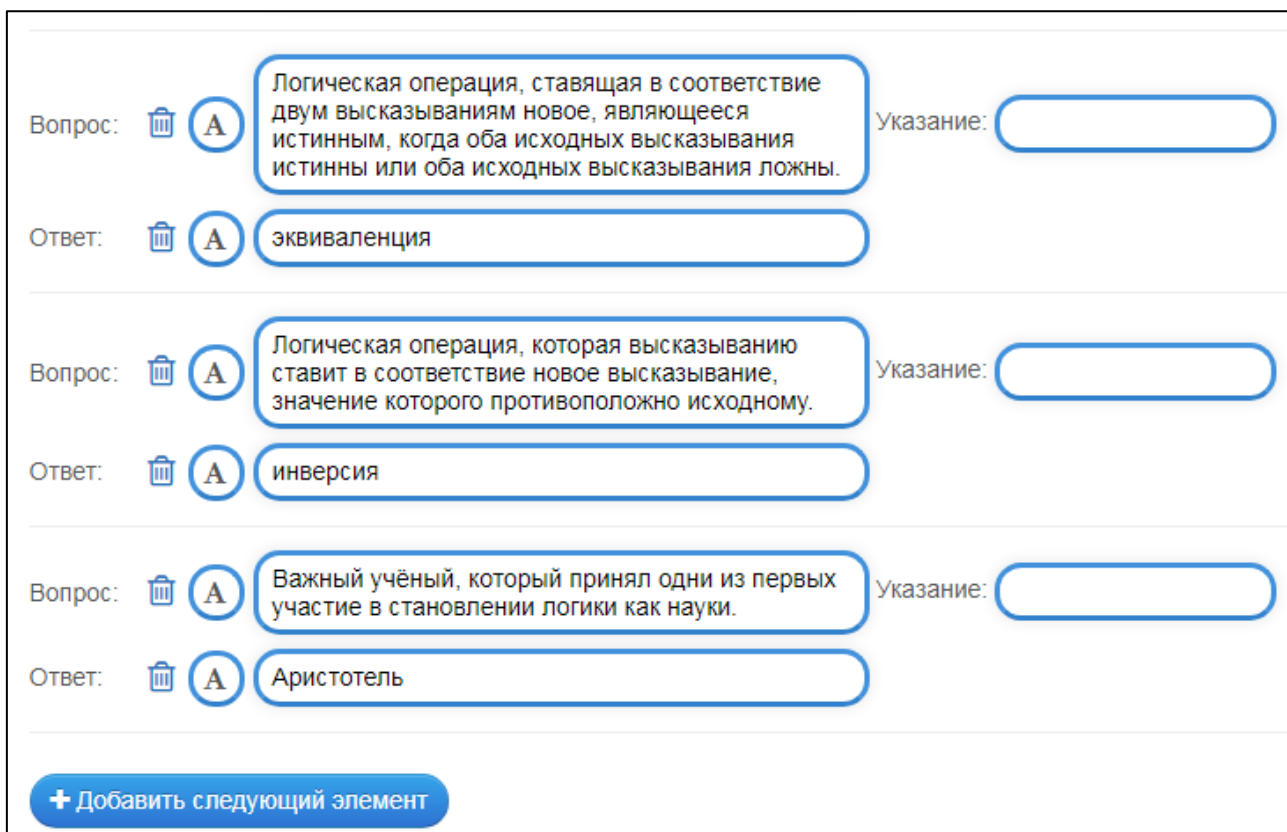 Вопрос:
A
Логическая операция, ставящая в соответствие
двум высказываниям новое, являющееся
истинным, когда оба исходных высказывания
истинны или оба исходных высказывания ложны.
Указание:
Ответ:
A
эквиваленция
Вопрос:
A
Логическая операция, которая высказыванию
ставит в соответствие новое высказывание,
значение которого противоположно исходному.
Указание:
Ответ:
A
инверсия
Вопрос:
A
Важный учёный, который принял одни из первых
участие в становлении логики как науки.
Указание:
Ответ:
A
Аристотель
+ Добавить следующий элемент